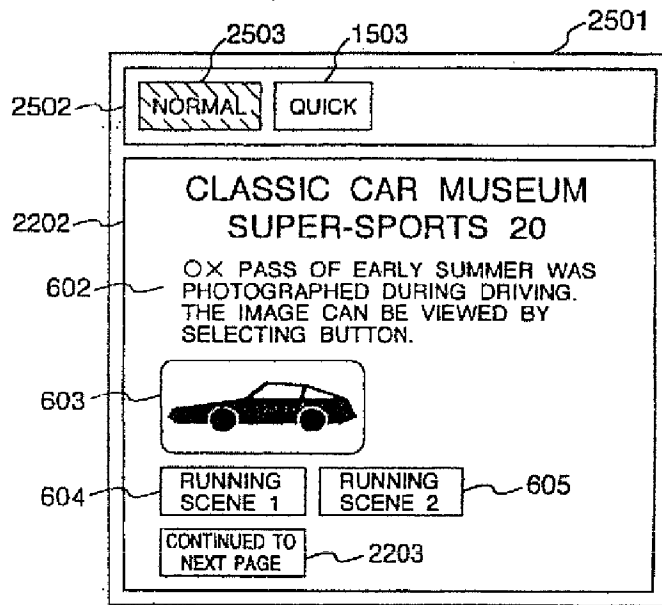 2503
1503
2501
2502
NORMAL
QUICK
2202
CLASSIC CAR MUSEUM
SUPER-SPORTS 20
602
○× PASS OF EARLY SUMMER WAS
PHOTOGRAPHED DURING DRIVING.
THE IMAGE CAN BE VIEWED BY
SELECTING BUTTON.
603
604
RUNNING
SCENE 1
RUNNING
SCENE 2
605
CONTINUED TO
NEXT PAGE
2203